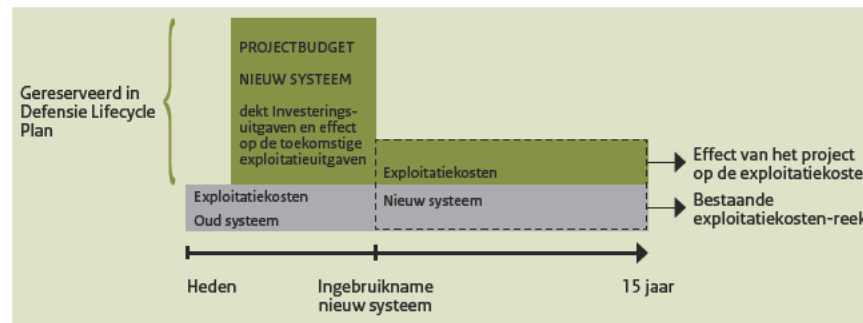 PROJECTBUDGET
NIEUW SYSTEEM
dekt Investerings-
uitgaven en effect
op de toekomstige
exploitatieuitgaven
Gereserveerd in
Defensie Lifecycle
Plan
Exploitatiekosten
Oud systeem
Exploitatiekosten
Nieuw systeem
Effect van het project
op de exploitatiekoste
Bestaande
exploitatiekosten-reek
Heden
Ingebruikname
nieuw systeem
15 jaar